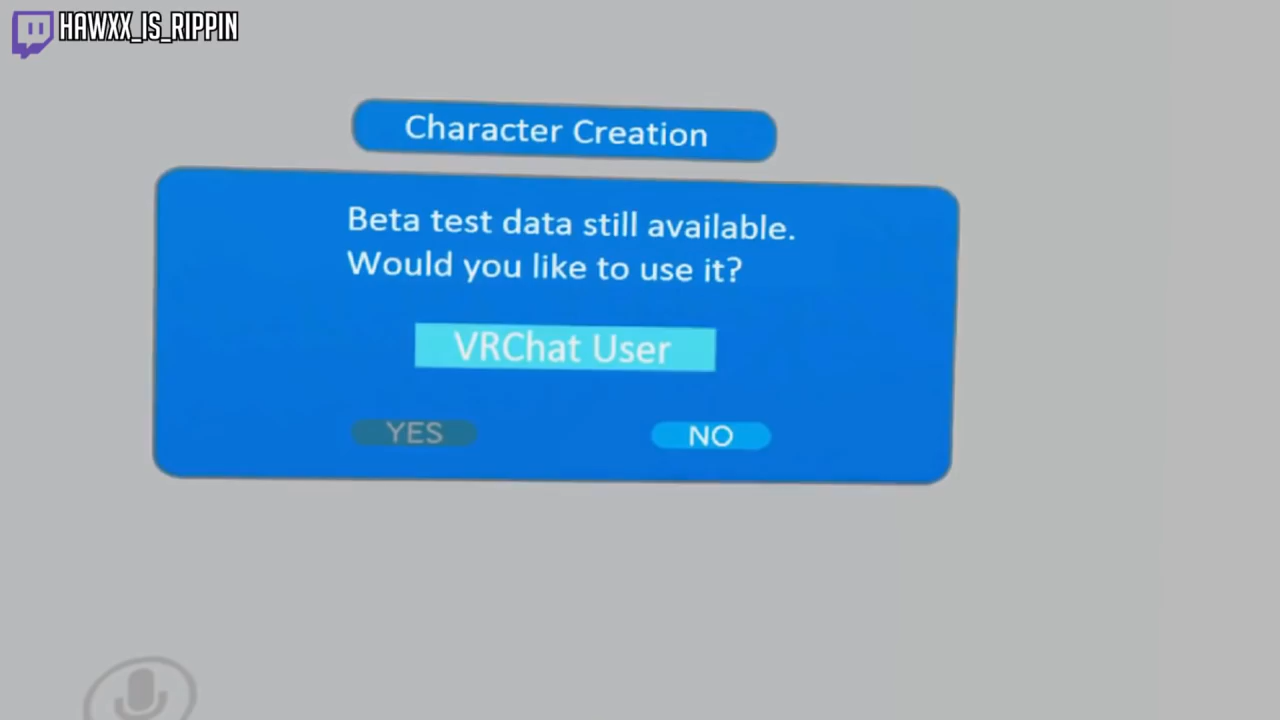 HAWXX_IS_RIPPIN
Character Creation
Beta test data still available.
Would you like to use it?
VRChat User
YES
NO